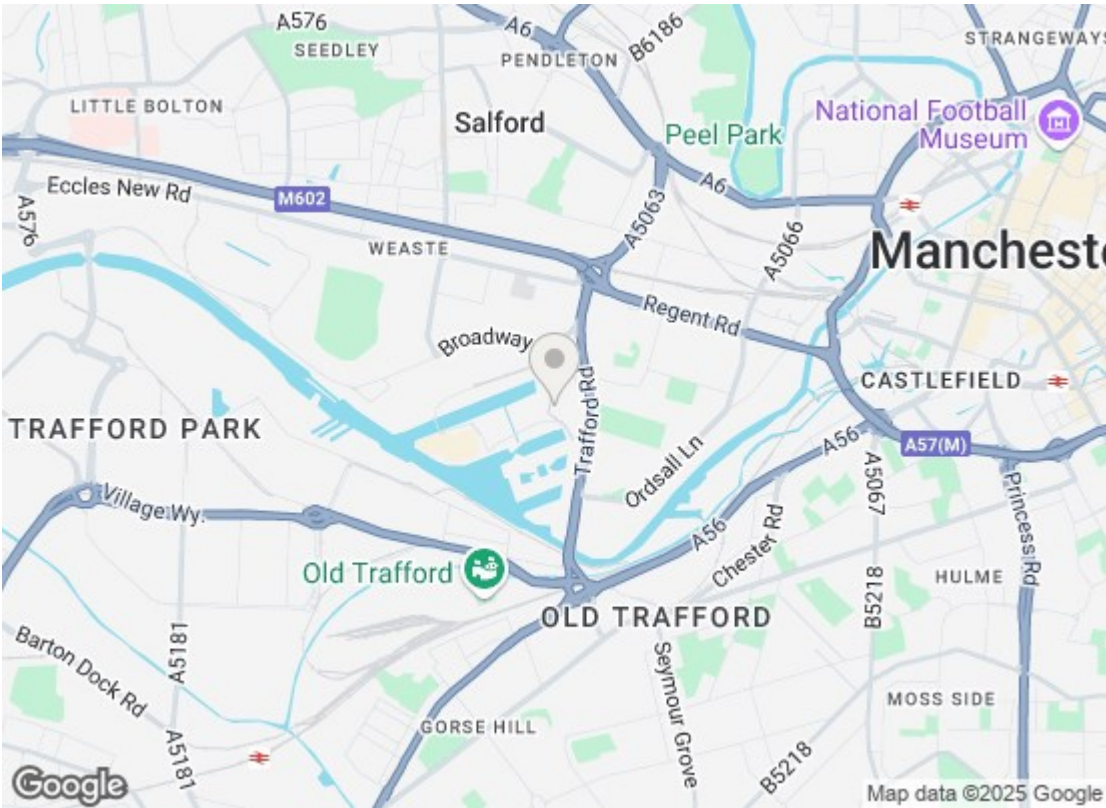 A576
SEEDLEY
A6
PENDLETON
B6186
STRANGEWAYS
LITTLE BOLTON
Salford
Peel Park
National Football
Museum
Eccles New Rd
M602
A6
A576
WEASTE
A5063
A5066
Manchest
Regent Rd
Broadway
Trafford Rd
CASTLEFIELD
TRAFFORD PARK
Ordsall Ln
A56
A57(M)
Village Wy.
A5067
Princess Rd
A56
Chester Rd
Old Trafford
HULME
B5218
OLD TRAFFORD
Barton Dock Rd
A5181
Seymour Grove
MOSS SIDE
GORSE HILL
A5181
B5218
Google
Map data ©2025 Google